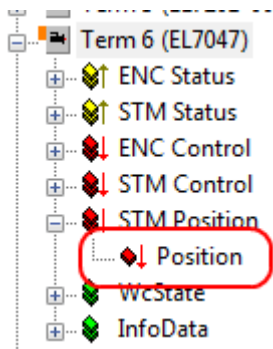 Term 6 (EL7047)
ENC Status
STM Status
ENC Control
STM Control
STM Position
Position
WcState
InfoData